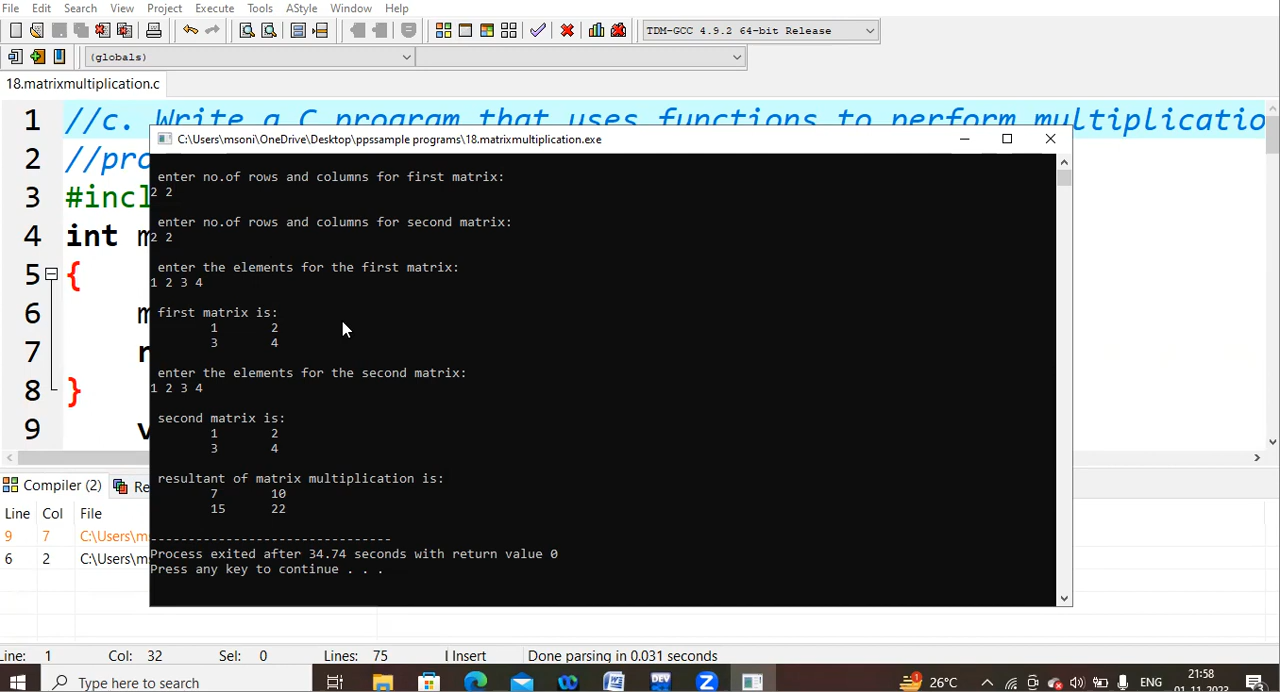 File Edit Search View Project Execute Tools AStyle Window Help
TDM-GCC 4.9.2 64-bit Release
(globals)
18.matrixmultiplication.c
1 //c. Write a C program that uses functions to perform multiplicatio
C:\Users\msoni\OneDrive\Desktop\ppssample programs\18.matrixmultiplication.exe
2 //pro
3 #incl
4 int m
5 {
6 m
7
8 }
9 v
enter no.of rows and columns for first matrix:
2 2
enter no.of rows and columns for second matrix:
2 2
enter the elements for the first matrix:
1 2 3 4
first matrix is:
1 2
3 4
enter the elements for the second matrix:
1 2 3 4
second matrix is:
1 2
3 4
resultant of matrix multiplication is:
7 10
15 22
--------------------------------
Process exited after 34.74 seconds with return value 0
Press any key to continue . . .
Compiler (2) Re
Line Col File
9 7 C:\Users\m
6 2 C:\Users\m
Line: 1 Col: 32 Sel: 0 Lines: 75 Insert Done parsing in 0.031 seconds
Type here to search
DEV
26°C
ENG
21:58